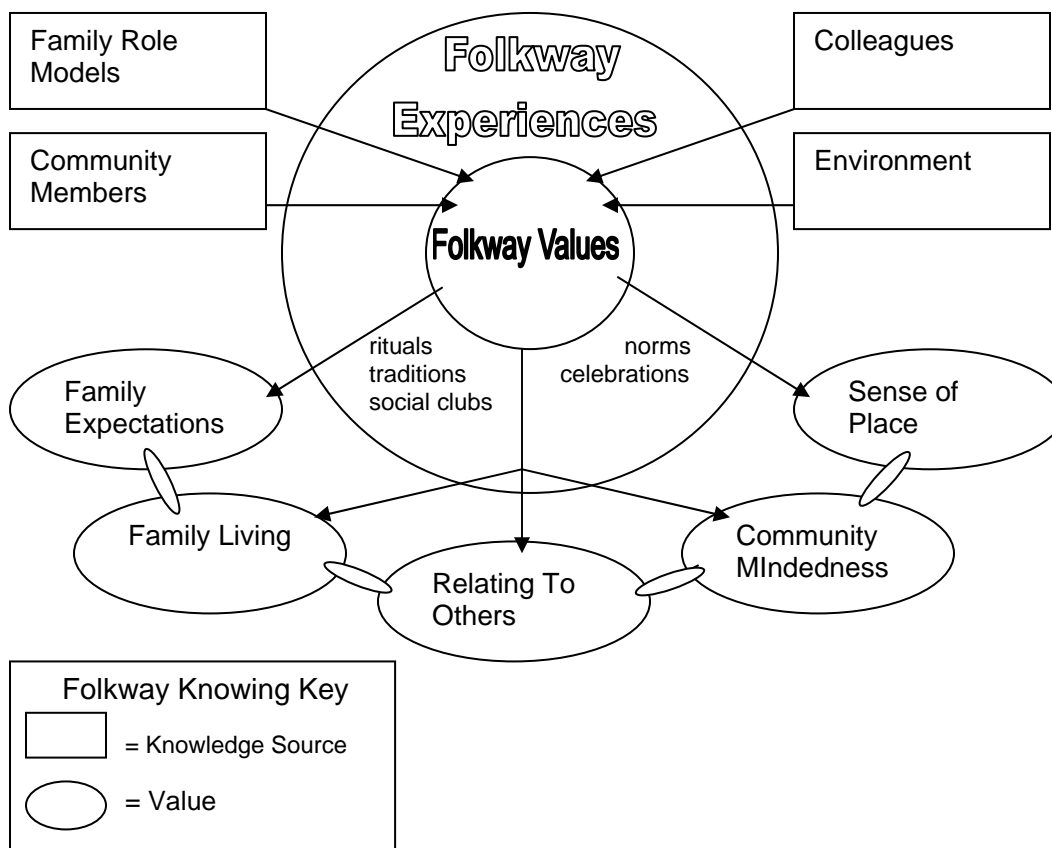 Family Role
Models
Folkway
Experiences
Colleagues
Community
Members
Environment
Folkway Values
rituals
traditions
social clubs
norms
celebrations
Family
Expectations
Sense of
Place
Family Living
Relating To
Others
Community
MIndedness
Folkway Knowing Key
= Knowledge Source
= Value